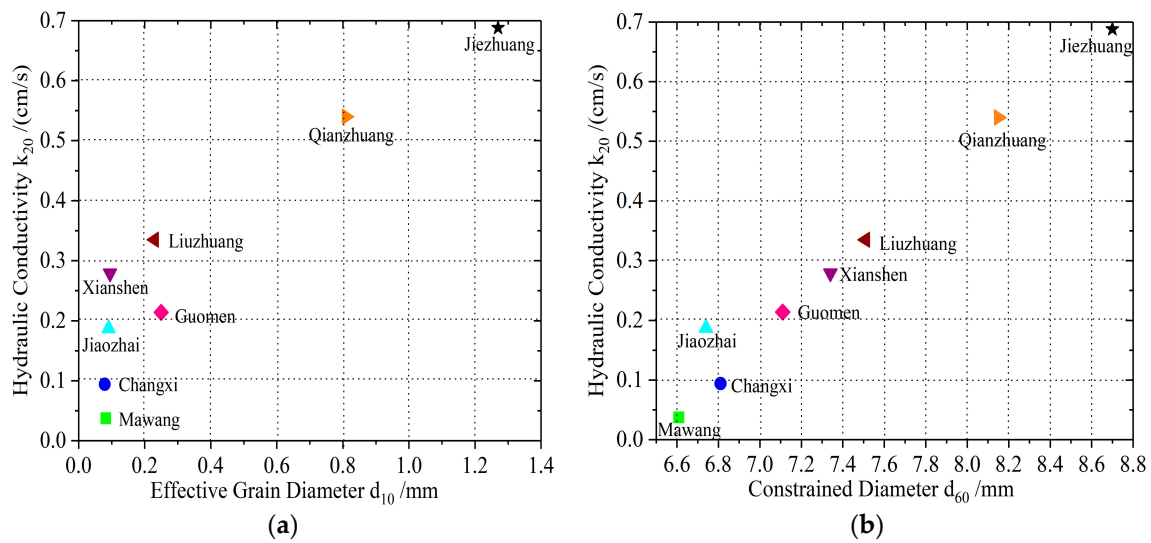 0.7
0.6
0.5
0.4
0.3
0.2
0.1
0.0
Hydraulic Conductivity k20 /(cm/s)
Jiezhuang
Qianzhuang
Liuzhuang
Xianshen
Guomen
Jiaozhai
Changxi
Mawang
0.0 0.2 0.4 0.6 0.8 1.0 1.2 1.4
Effective Grain Diameter d10 /mm
(a)
0.7
0.6
0.5
0.4
0.3
0.2
0.1
0.0
Hydraulic Conductivity k20 /(cm/s)
Jiezhuang
Qianzhuang
Liuzhuang
Xianshen
Guomen
Jiaozhai
Changxi
Mawang
6.6 6.8 7.0 7.2 7.4 7.6 7.8 8.0 8.2 8.4 8.6 8.8
Constrained Diameter d60 /mm
(b)